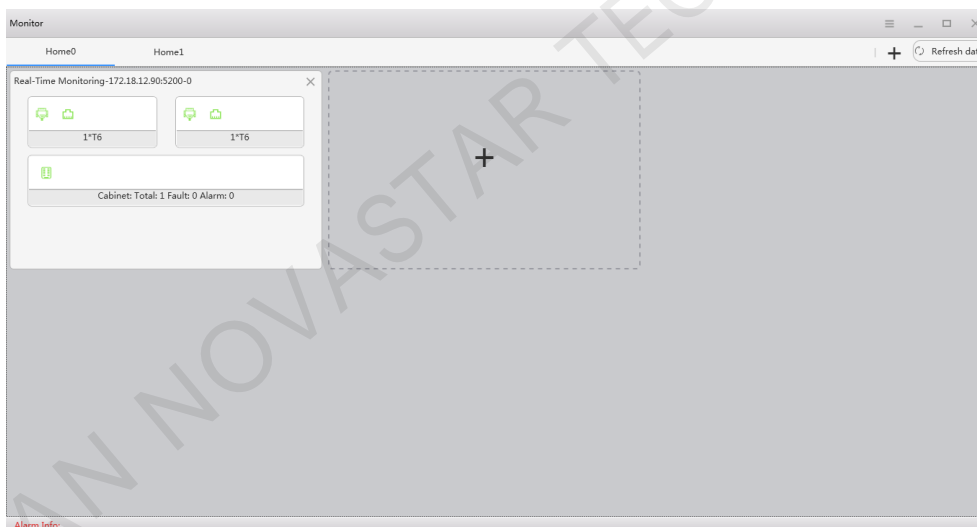 Monitor
Home0 Home1 Refresh dat
Real-Time Monitoring-172.18.12.90:5200-0
1*T6 1*T6
Cabinet: Total: 1 Fault: 0 Alarm: 0
AN NOVASTAR TEC
Alarm Info: